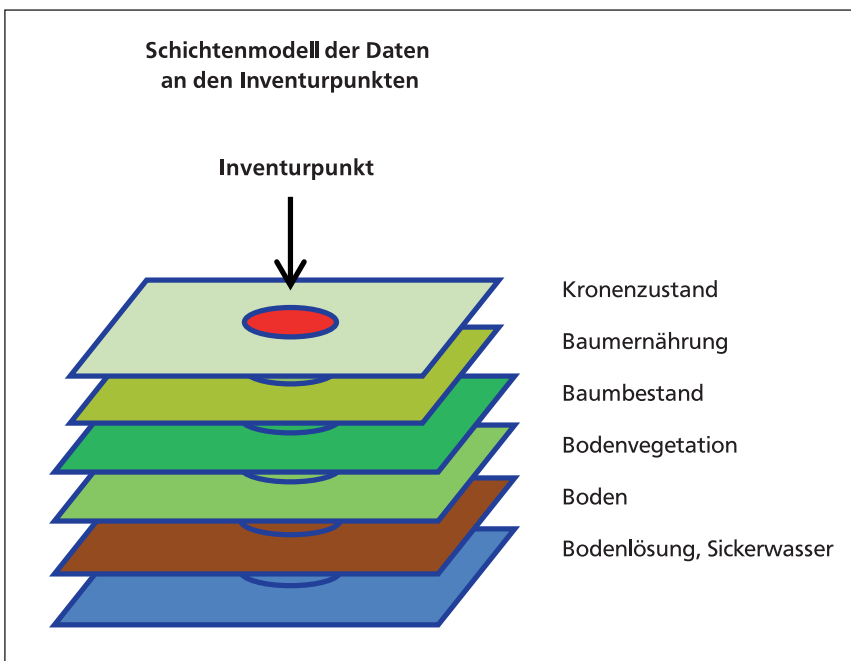 Schichtenmodell der Daten
an den Inventurpunkten
Inventurpunkt
Kronenzustand
Baumernährung
Baumbestand
Bodenvegetation
Boden
Bodenlösung, Sickerwasser